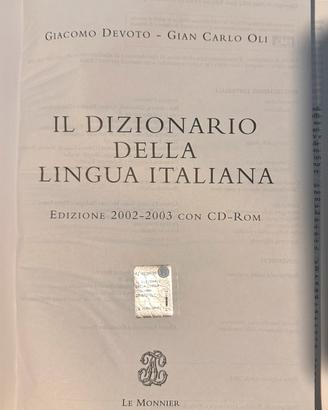 GIACOMO DEVOTO - GIAN CARLO OLI
IL DIZIONARIO
DELLA
LINGUA ITALIANA
EDIZIONE 2002-2003 CON CD-ROM
LE MONNIER